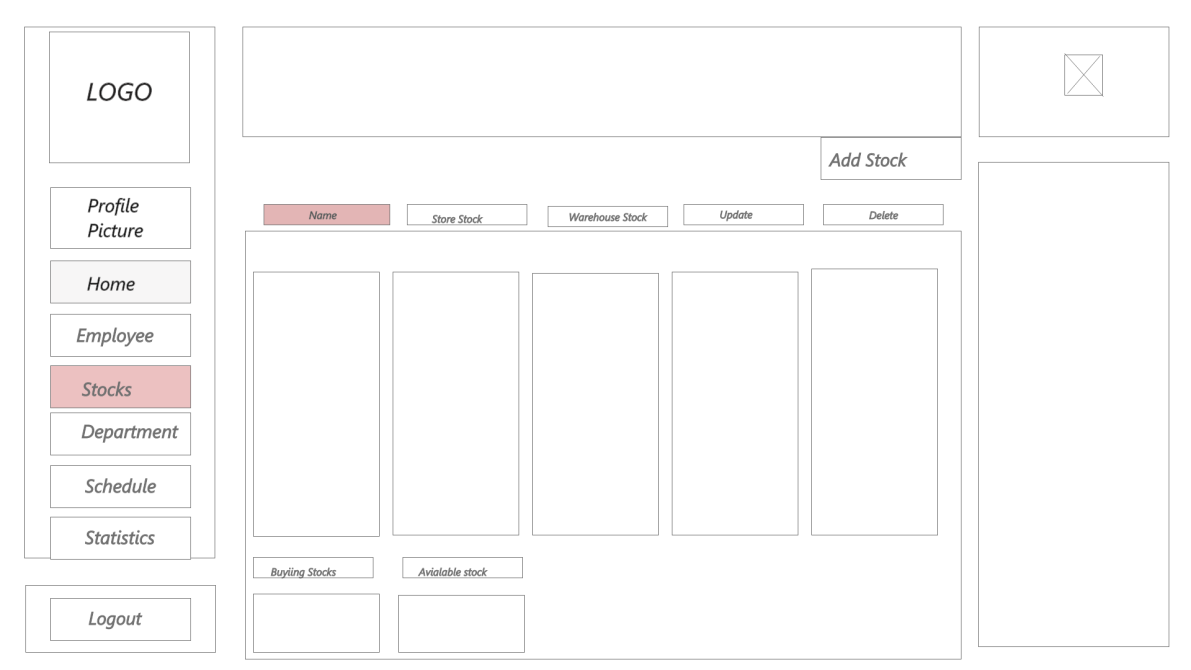 LOGO
Profile
Picture
Home
Employee
Stocks
Department
Schedule
Statistics
Logout
Add Stock
Name
Store Stock
Warehouse Stock
Update
Delete
Buyiing Stocks
Avialable stock